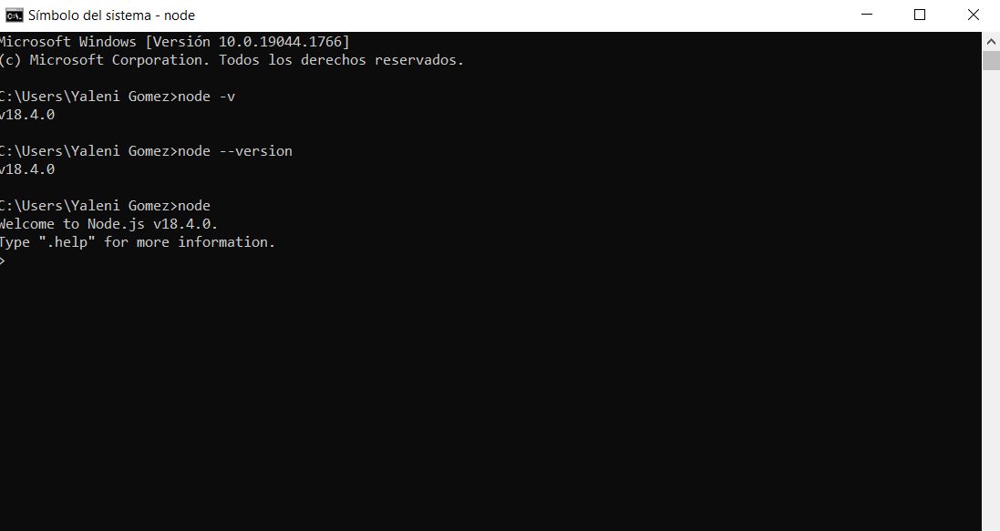 Símbolo del sistema - node
Microsoft Windows [Versión 10.0.19044.1766]
(c) Microsoft Corporation. Todos los derechos reservados.
C:\Users\Yaleni Gomez>node -v
v18.4.0
C:\Users\Yaleni Gomez>node --version
v18.4.0
C:\Users\Yaleni Gomez>node
Welcome to Node.js v18.4.0.
Type ".help" for more information.
>